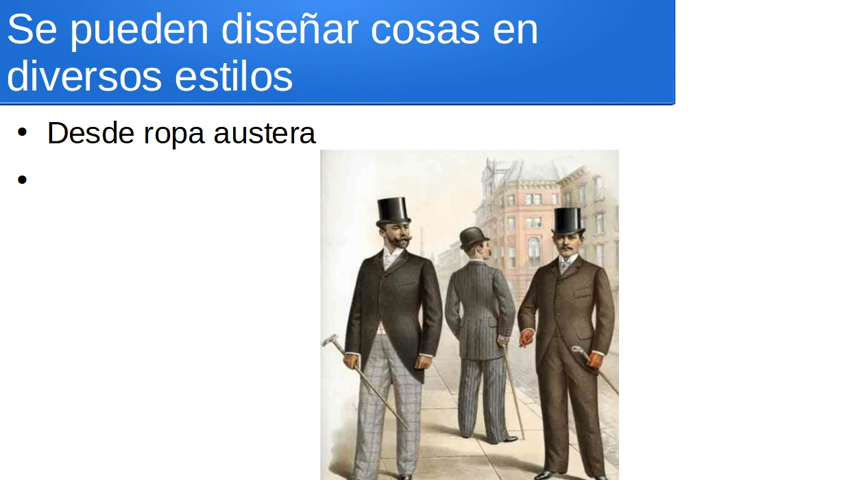 Se pueden diseñar cosas en
diversos estilos
• Desde ropa austera
•